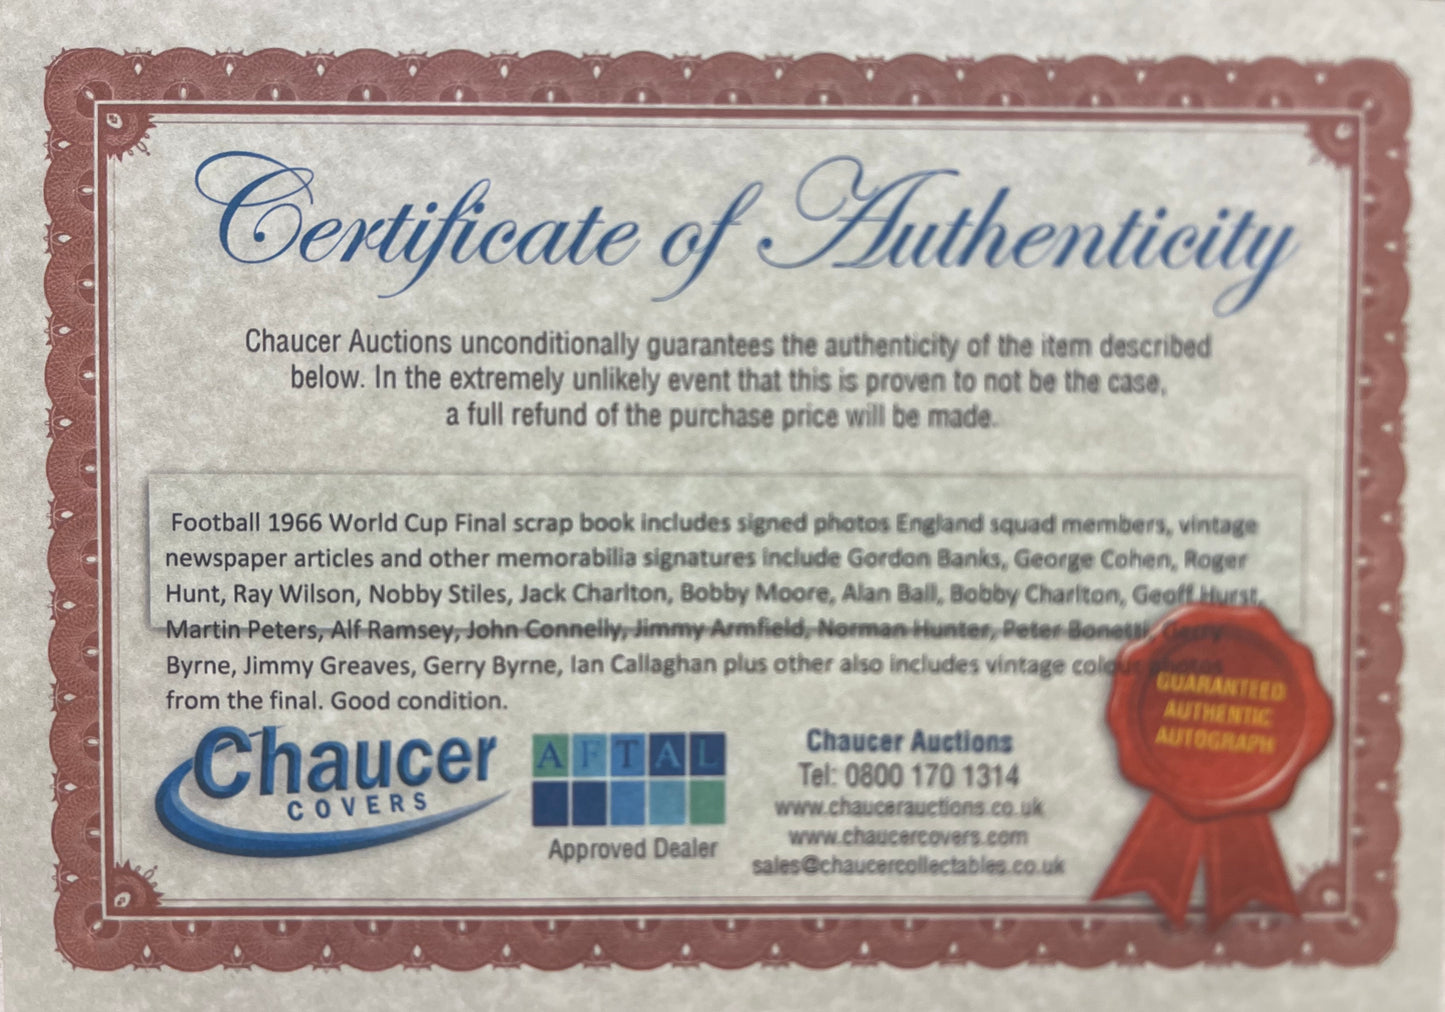 Certificate of Authenticity
Chaucer Auctions unconditionally guarantees the authenticity of the item described
below. In the extremely unlikely event that this is proven to not be the case,
a full refund of the purchase price will be made.
Football 1966 World Cup Final scrap book includes signed photos England squad members, vintage
newspaper articles and other memorabilia signatures include Gordon Banks, George Cohen, Roger
Hunt, Ray Wilson, Nobby Stiles, Jack Charlton, Bobby Moore, Alan Ball, Bobby Charlton, Geoff Hurst,
Martin Peters, Alf Ramsey, John Connelly, Jimmy Armfield, Norman Hunter, Peter Bonetti, Gerry
Byrne, Jimmy Greaves, Gerry Byrne, Ian Callaghan plus other also includes vintage colour photos
from the final. Good condition.
GUARANTEED
AUTHENTIC
AUTOGRAPH
Chaucer
COVERS
AFTAL
Approved Dealer
Chaucer Auctions
Tel: 0800 170 1314
www.chaucerauctions.co.uk
www.chaucercovers.com
sales@chaucercollectables.co.uk